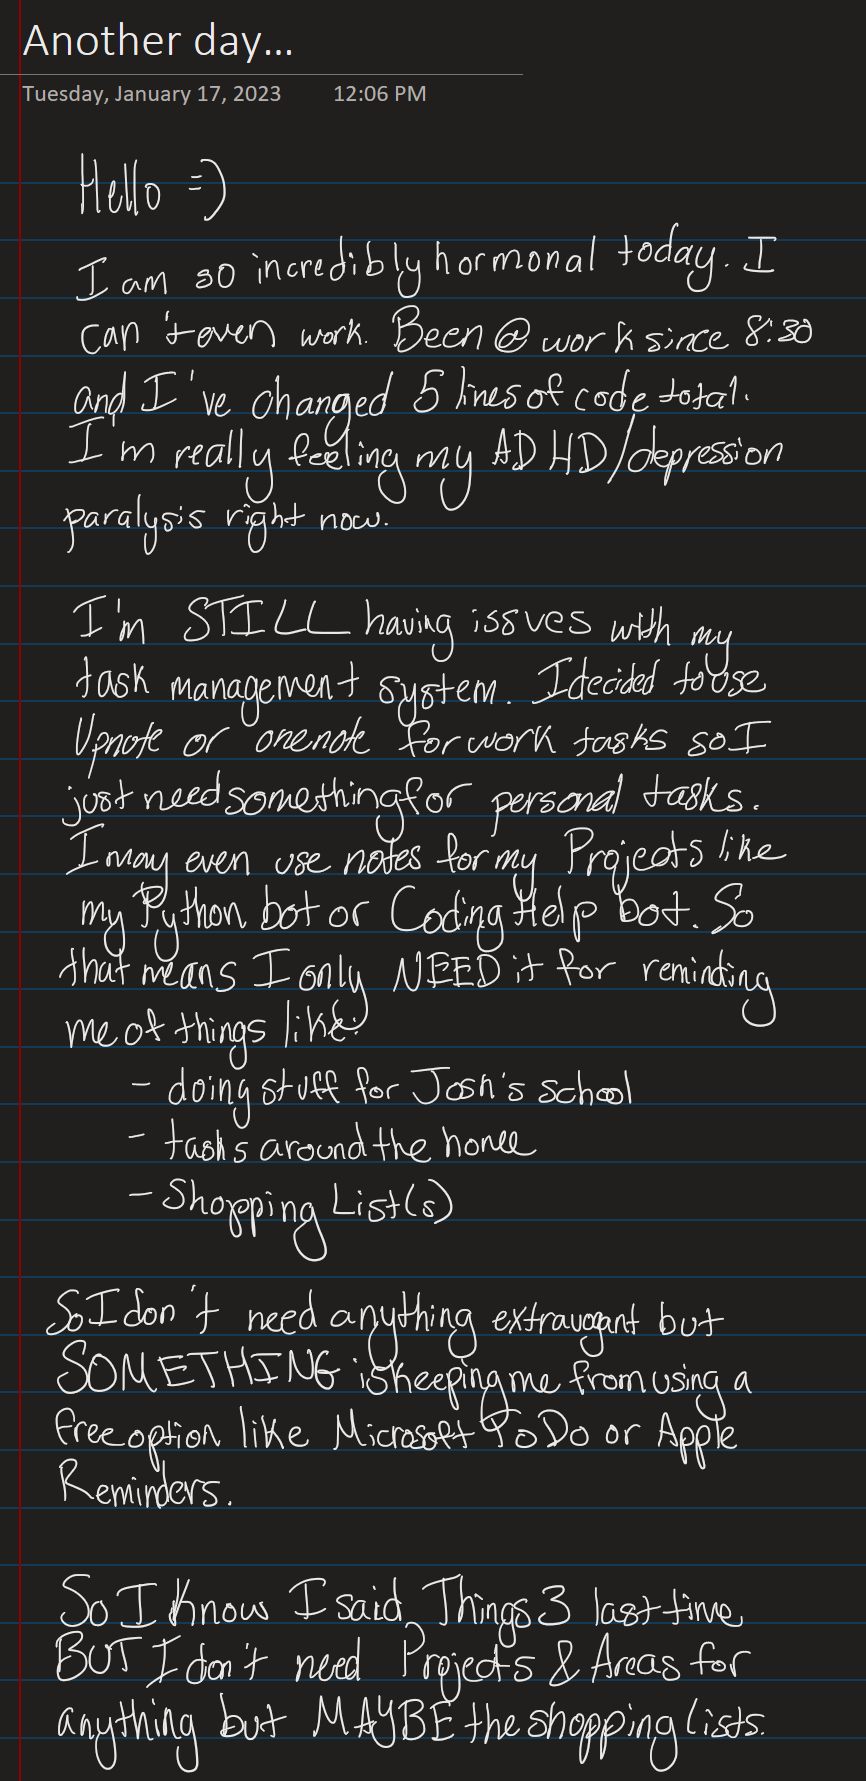 Another day...
Tuesday, January 17, 2023 12:06 PM
Hello =)
I am so incredibly hormonal today. I
can't even work. Been @ work since 8:30
and I've changed 5 lines of code total.
I'm really feeling my ADHD/depression
paralysis right now.
I'm STILL having issues with my
task management system. I decided to use
Upnote or onenote for work tasks so I
just need something for personal tasks.
I may even use notes for my Projects like
my Python bot or Coding Help bot. So
that means I only NEED it for reminding
me of things like:
- doing stuff for Josh's school
- tasks around the home
- Shopping List(s)
So I don't need anything extravagant but
SOMETHING is keeping me from using a
free option like Microsoft ToDo or Apple
Reminders.
So I know I said Things 3 last time,
BUT I don't need Projects & Areas for
anything but MAYBE the shopping lists.